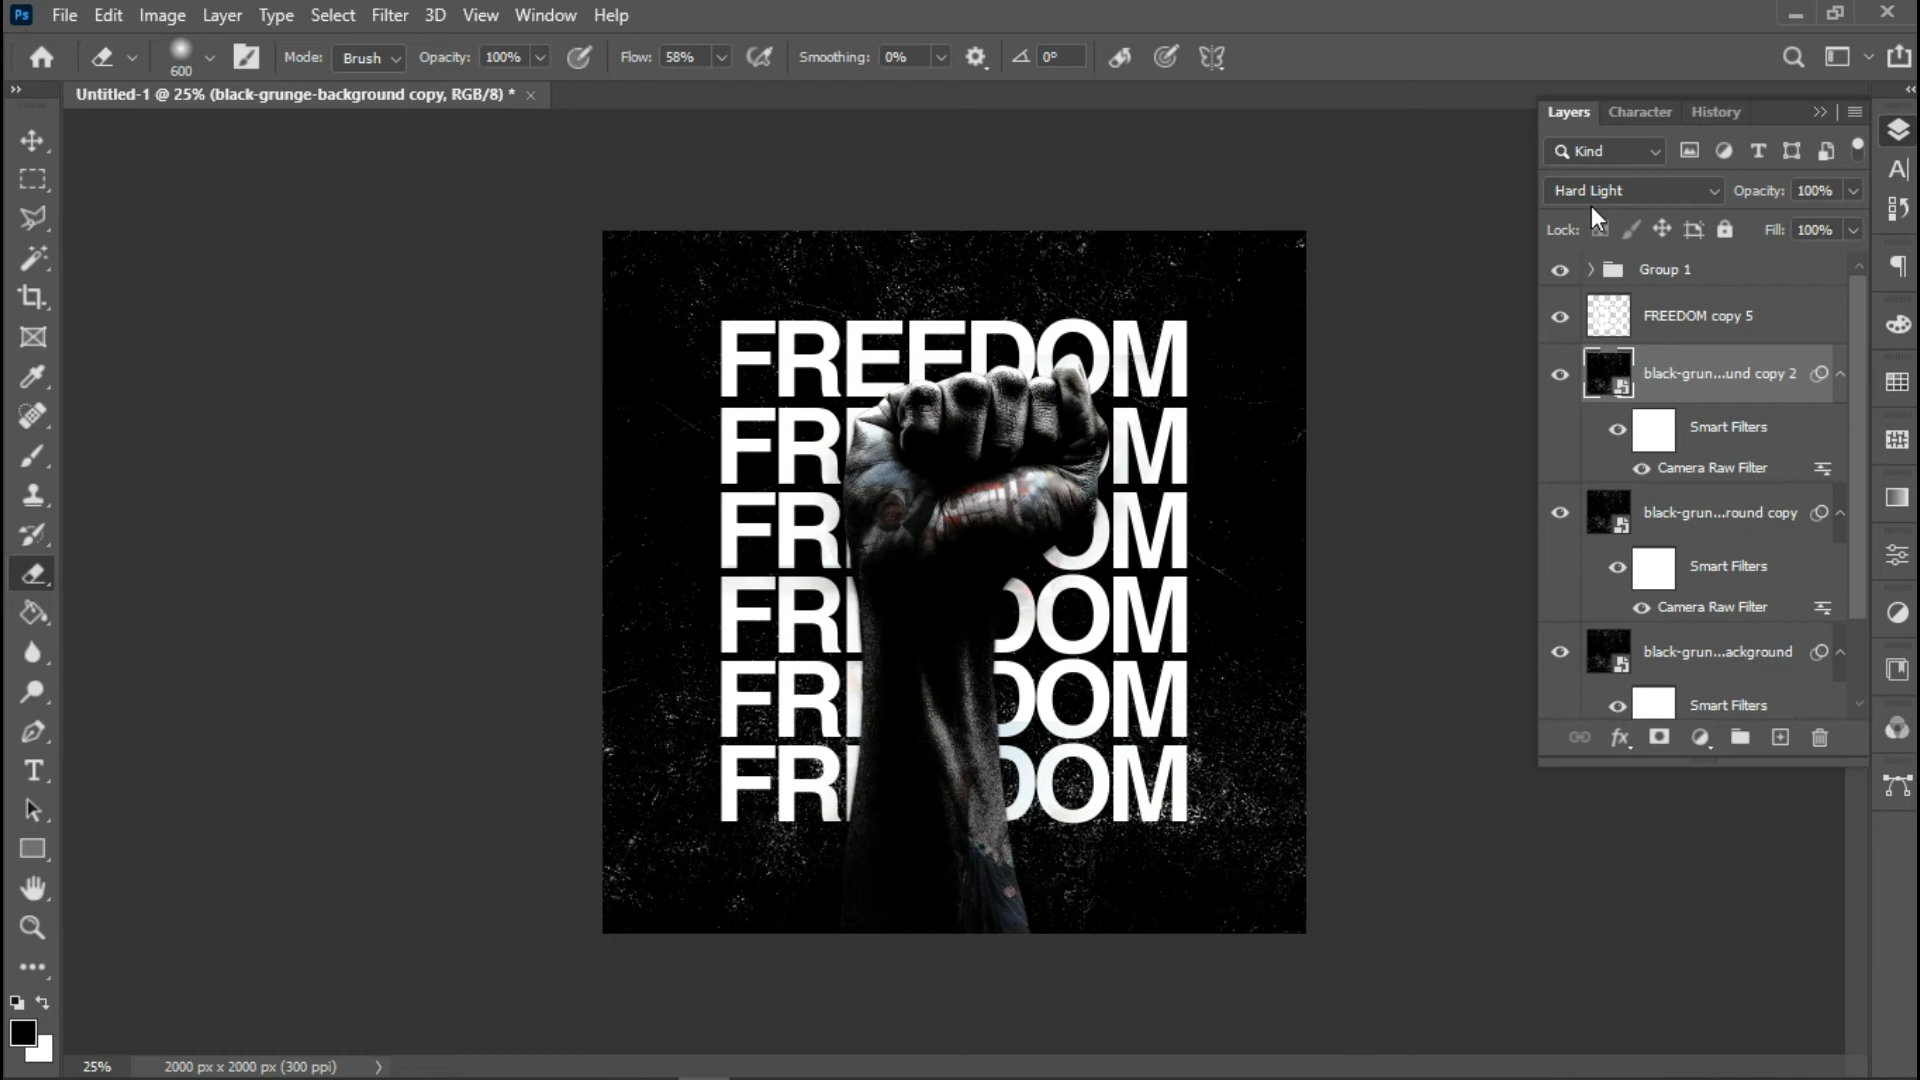 Ps File Edit Image Layer Type Select Filter 3D View Window Help
600 Mode: Brush Opacity: 100% Flow: 58% Smoothing: 0% 0°
Untitled-1 @ 25% (black-grunge-background copy, RGB/8) *
Layers Character History
Kind
Hard Light Opacity: 100%
Lock: Fill: 100%
Group 1
FREEDOM copy 5
black-grun...und copy 2
Smart Filters
Camera Raw Filter
black-grun...round copy
Smart Filters
Camera Raw Filter
black-grun...ackground
Smart Filters
fx
FREEDOM
FR OM
FR OM
FR DOM
FR DOM
FR DOM
25% 2000 px x 2000 px (300 ppi)